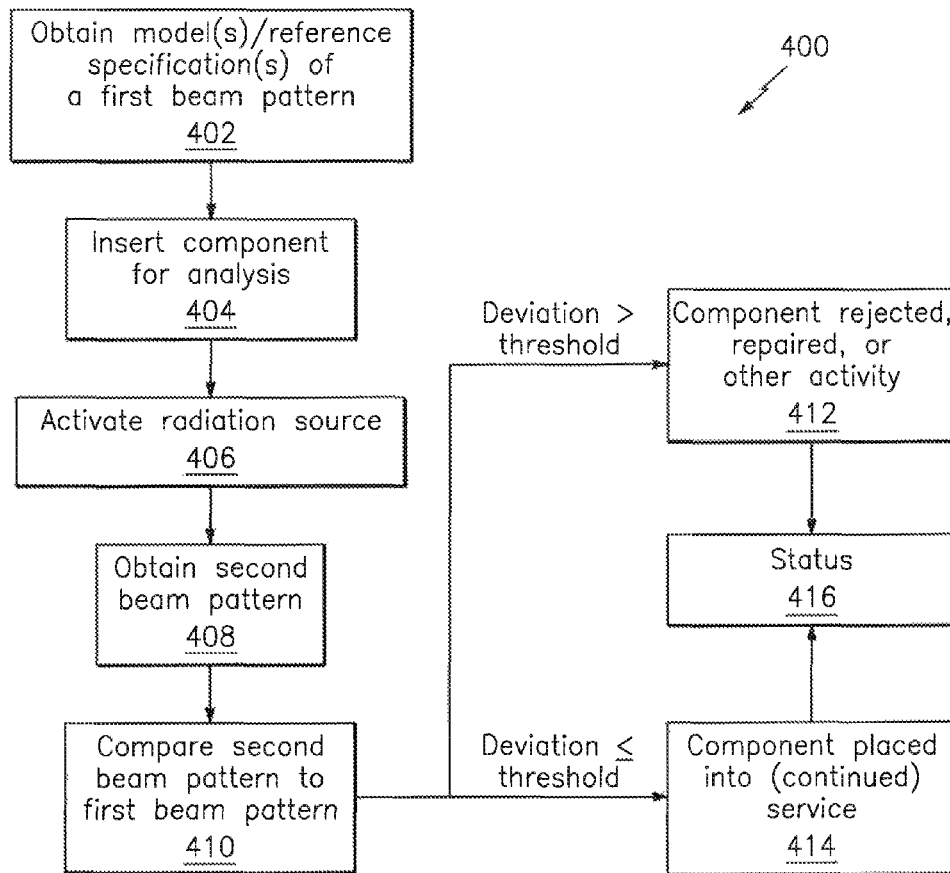 Obtain model(s)/reference
specification(s) of
a first beam pattern
402
400
Insert component
for analysis
404
Activate radiation source
406
Obtain second
beam pattern
408
Compare second
beam pattern to
first beam pattern
410
Deviation >
threshold
Component rejected,
repaired, or
other activity
412
Status
416
Deviation ≤
threshold
Component placed
into (continued)
service
414